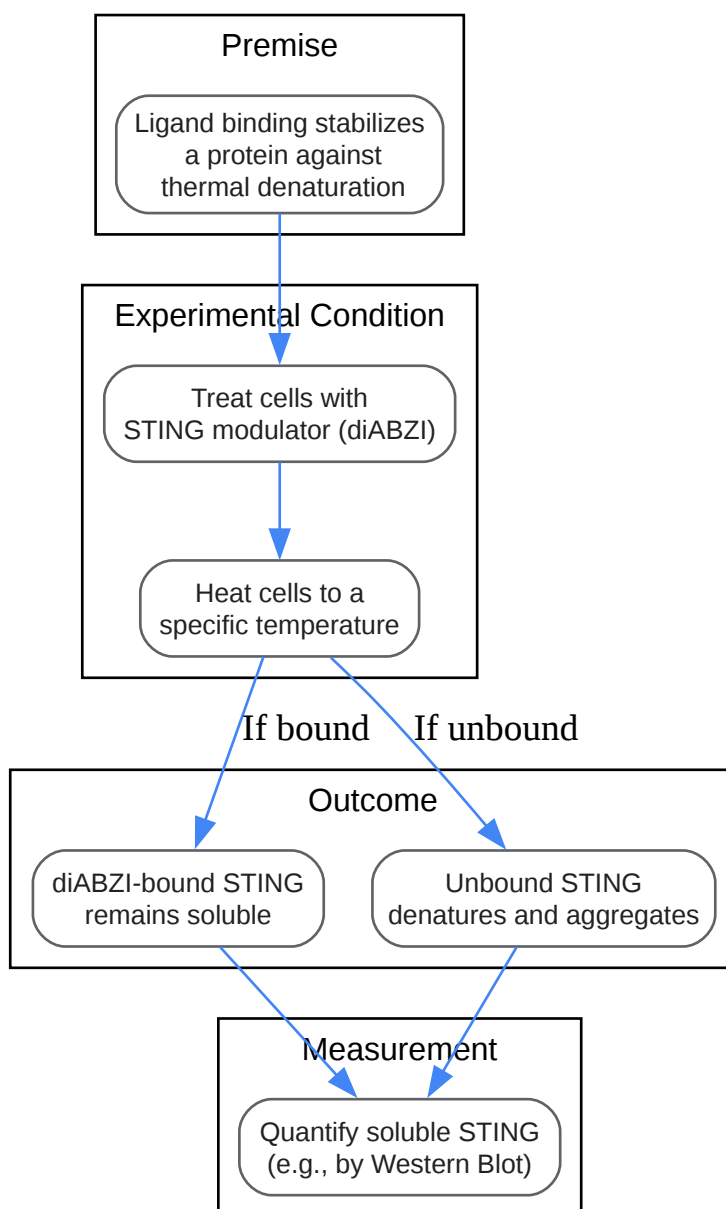 Premise
Ligand binding stabilizes
a protein against
thermal denaturation
Experimental Condition
Treat cells with
STING modulator (diABZI)
Heat cells to a
specific temperature
If bound
If unbound
Outcome
diABZI-bound STING
remains soluble
Unbound STING
denatures and aggregates
Measurement
Quantify soluble STING
(e.g., by Western Blot)